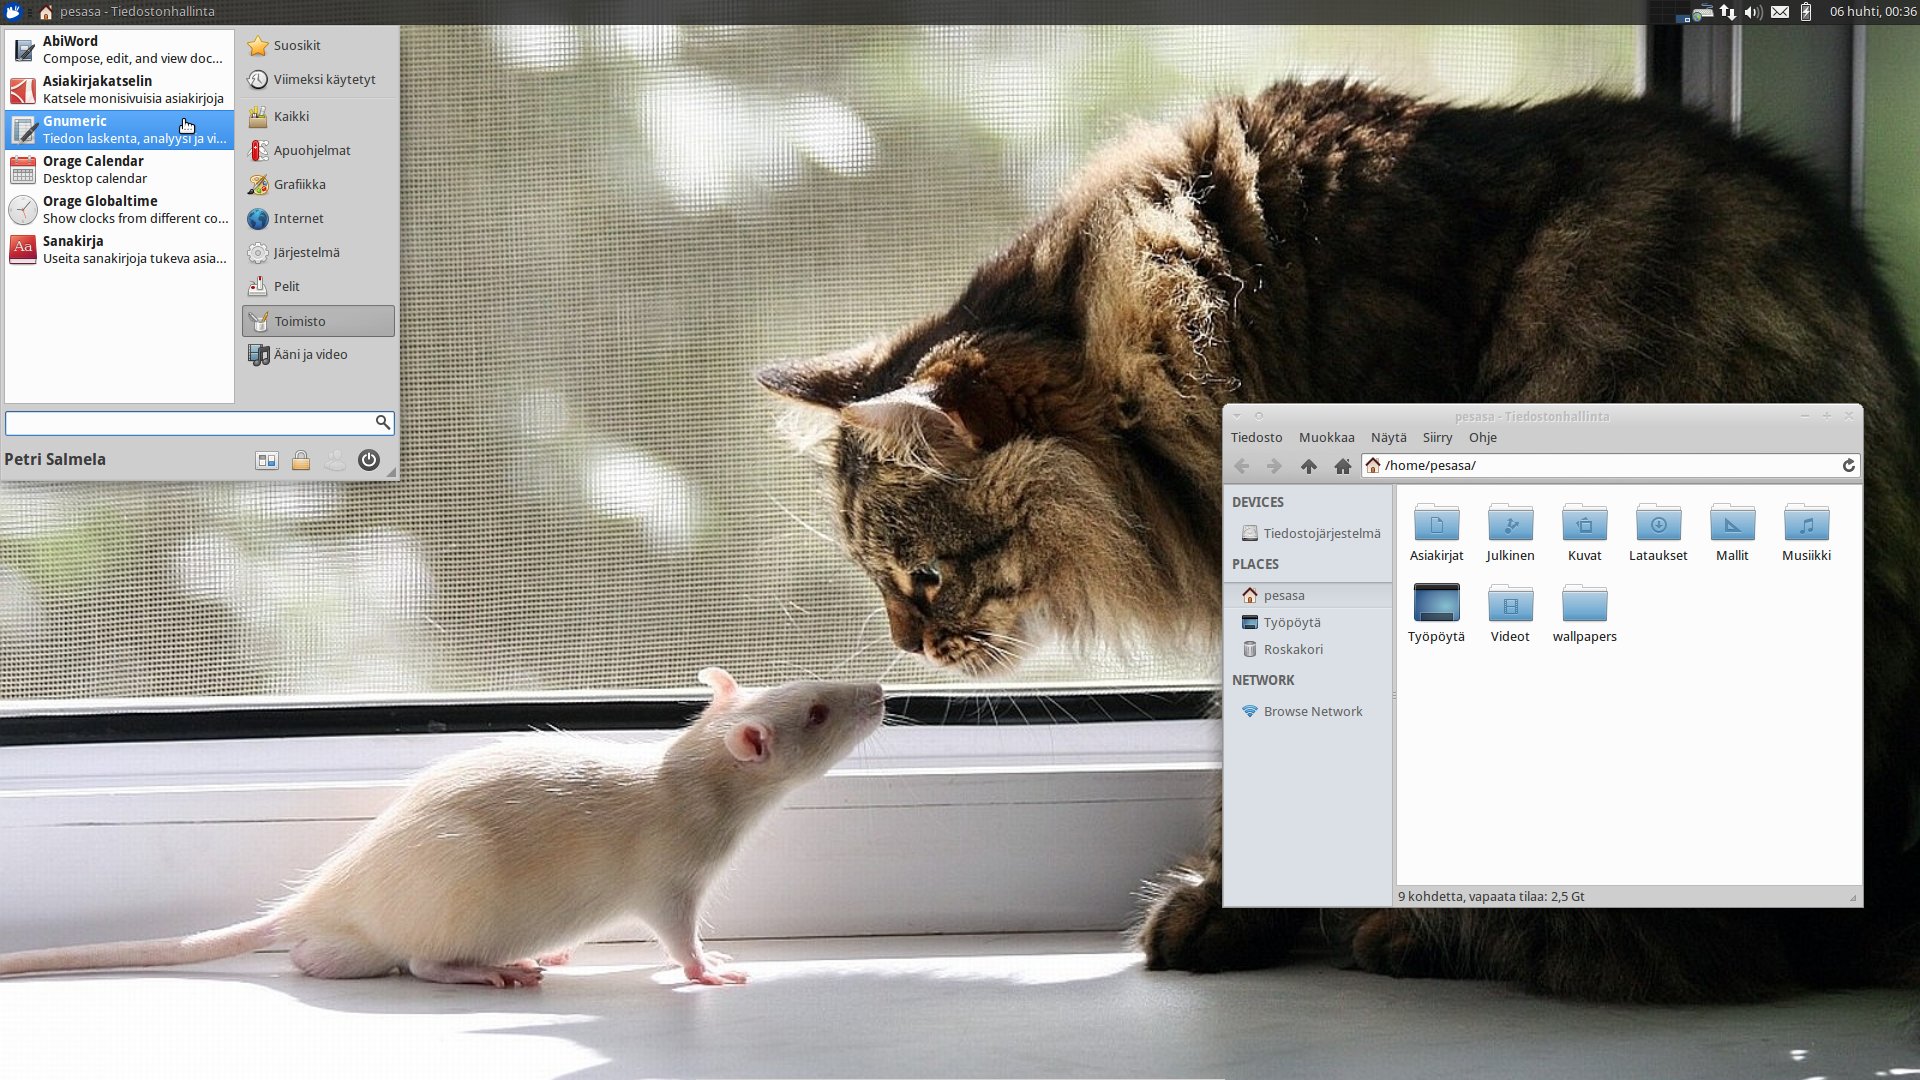 pesasa - Tiedostonhallinta
06 huhti, 00:36
AbiWord
Compose, edit, and view doc...
Asiakirjakatselin
Katsele monisivuisia asiakirjoja
Gnumeric
Tiedon laskenta, analyysi ja vi...
Orage Calendar
Desktop calendar
Orage Globaltime
Show clocks from different co...
Aa
Sanakirja
Useita sanakirjoja tukeva asia...
Suosikit
Viimeksi käytetyt
Kaikki
Apuohjelmat
Grafiikka
Internet
Järjestelmä
Pelit
Toimisto
Ääni ja video
Petri Salmela
pesasa - Tiedostonhallinta
Tiedosto Muokkaa Näytä Siirry Ohje
/home/pesasa/
DEVICES
Tiedostojärjestelmä
PLACES
pesasa
Työpöytä
Roskakori
NETWORK
Browse Network
Asiakirjat Julkinen Kuvat Lataukset Mallit Musiikki
Työpöytä Videot wallpapers
9 kohdetta, vapaata tilaa: 2,5 Gt